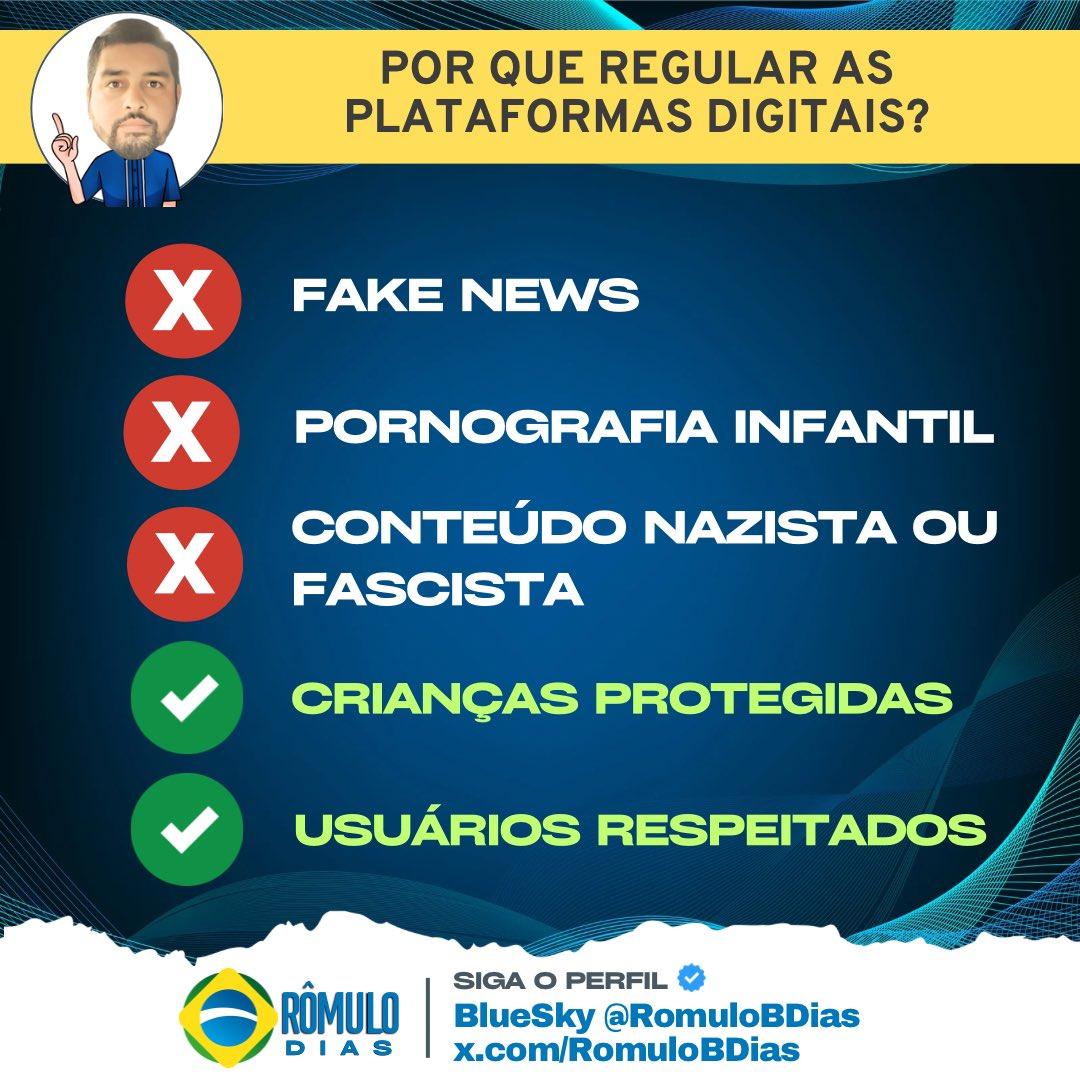 POR QUE REGULAR AS
PLATAFORMAS DIGITAIS?
X FAKE NEWS
X PORNOGRAFIA INFANTIL
X CONTEÚDO NAZISTA OU
FASCISTA
CRIANÇAS PROTEGIDAS
USUÁRIOS RESPEITADOS
RÔMULO
DIAS
SIGA O PERFIL
BlueSky @RomuloBDias
x.com/RomuloBDias